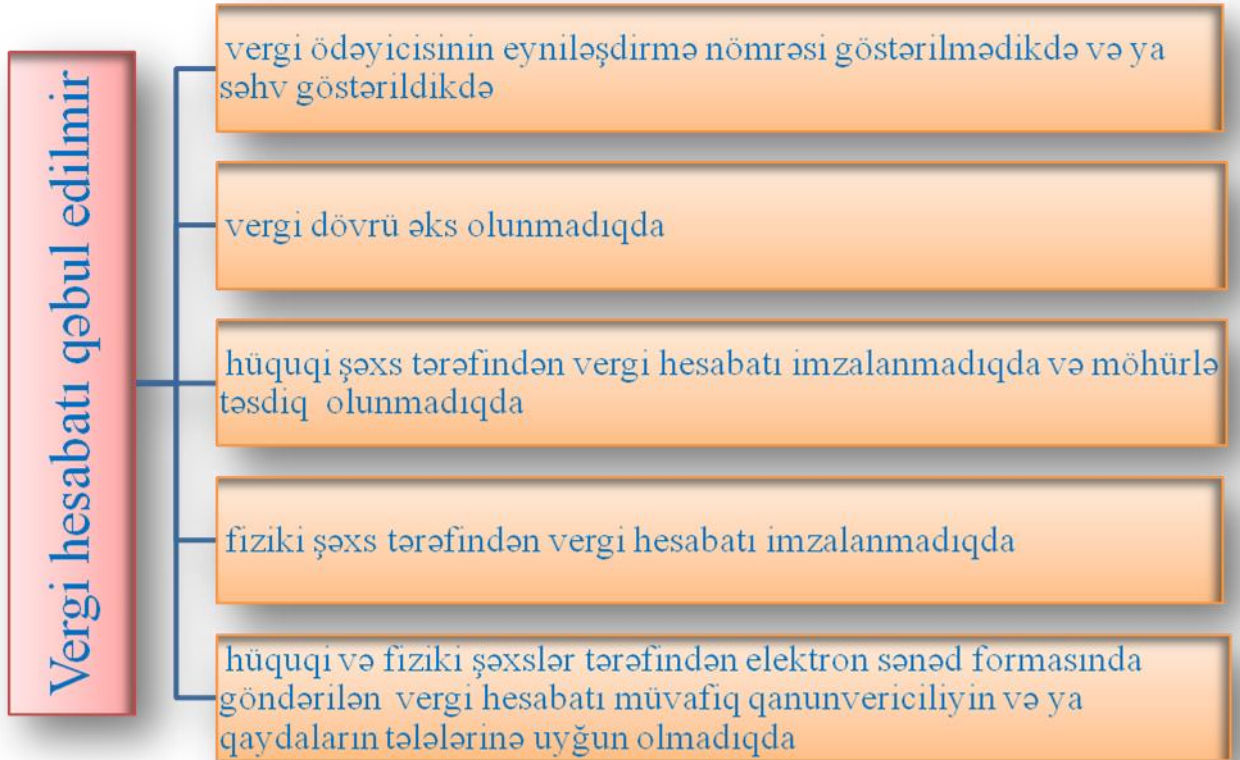 Vergi hesabatı qəbul edilmir
vergi ödəyicisinin eyniləşdirmə nömrəsi göstərilmədikdə və ya
səhv göstərildikdə
vergi dövrü əks olunmadıqda
hüquqi şəxs tərəfindən vergi hesabatı imzalanmadıqda və möhürlə
təsdiq olunmadıqda
fiziki şəxs tərəfindən vergi hesabatı imzalanmadıqda
hüquqi və fiziki şəxslər tərəfindən elektron sənəd formasında
göndərilən vergi hesabatı müvafiq qanunvericiliyin və ya
qaydaların tələlərinə uyğun olmadıqda